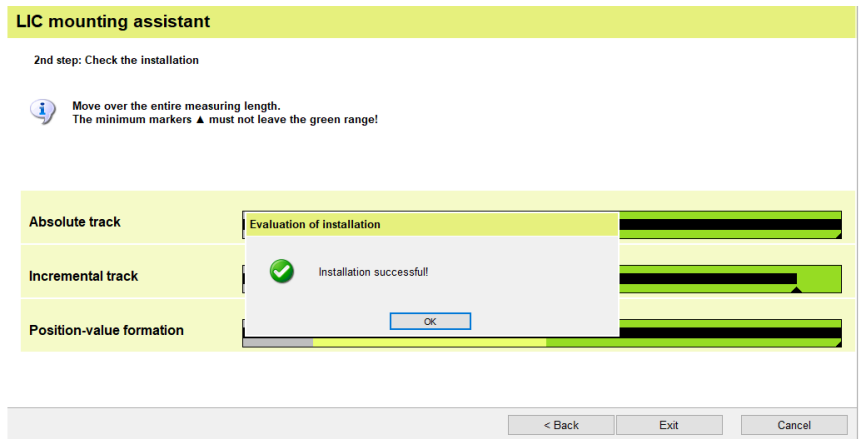 LIC mounting assistant
2nd step: Check the installation
Move over the entire measuring length.
The minimum markers ▲ must not leave the green range!
Absolute track
Evaluation of installation
Installation successful!
Incremental track
OK
Position-value formation
< Back
Exit
Cancel